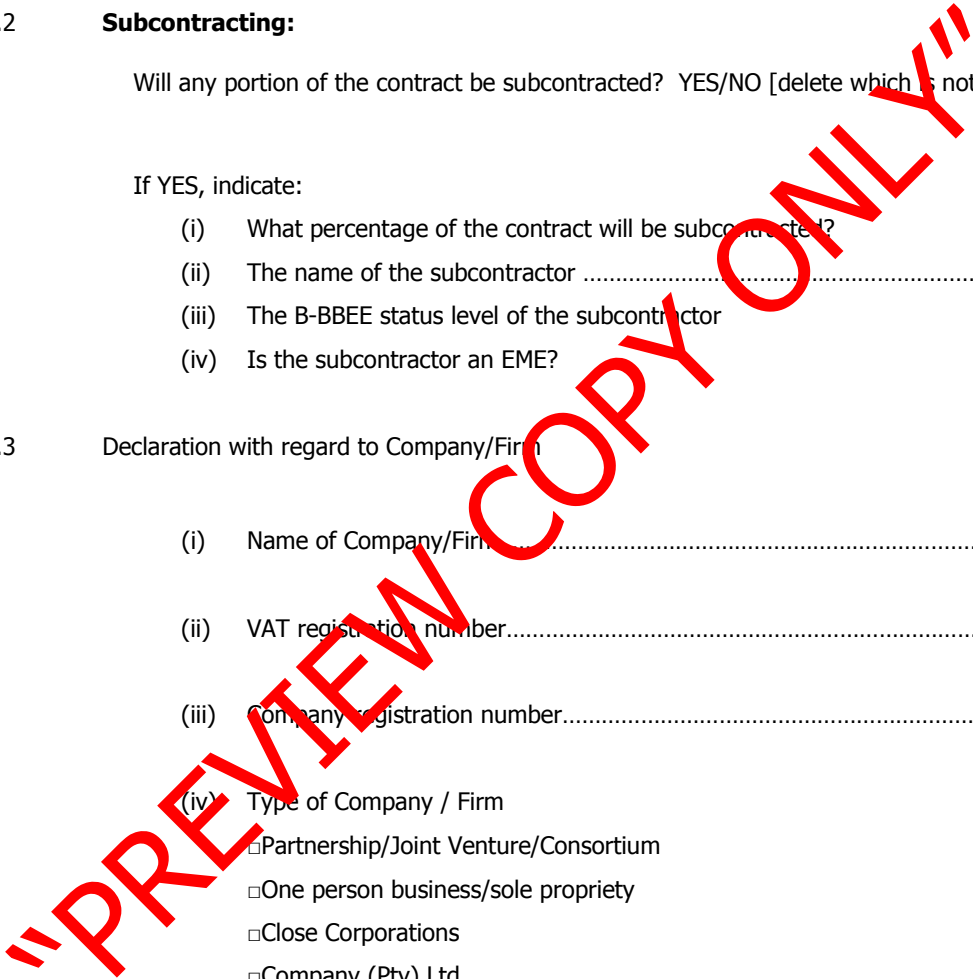 .2 Subcontracting:
Will any portion of the contract be subcontracted? YES/NO [delete which is not
If YES, indicate:
(i) What percentage of the contract will be subcontracted?
(ii) The name of the subcontractor ........................................................
(iii) The B-BBEE status level of the subcontractor
(iv) Is the subcontractor an EME?
.3 Declaration with regard to Company/Firm
(i) Name of Company/Firm........................................................
(ii) VAT registration number........................................................
(iii) Company registration number........................................................
(iv) Type of Company / Firm
□Partnership/Joint Venture/Consortium
□One person business/sole propriety
□Close Corporations
□Company (Pty) Ltd
"PREVIEW COPY ONLY"